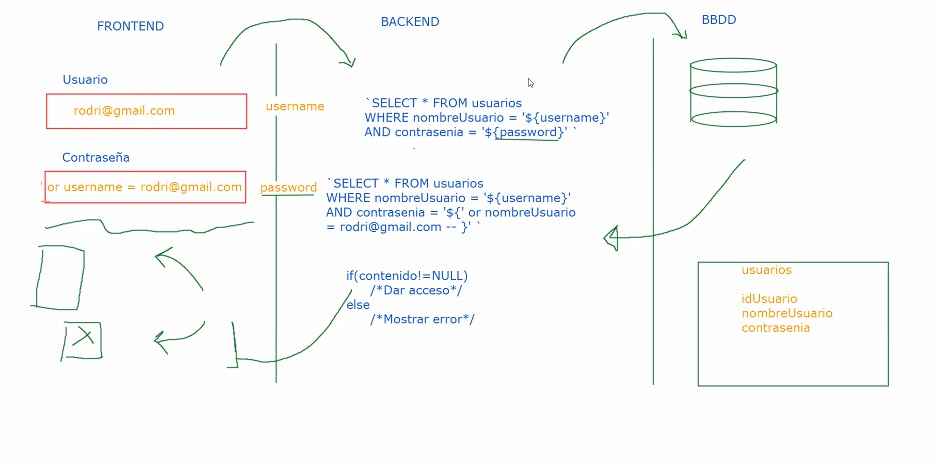 FRONTEND
BACKEND
BBDD
Usuario
rodri@gmail.com
username
`SELECT * FROM usuarios
WHERE nombreUsuario = '${username}'
AND contrasenia = '${password}' `
Contraseña
' or username = rodri@gmail.com
password
`SELECT * FROM usuarios
WHERE nombreUsuario = '${username}'
AND contrasenia = '${' or nombreUsuario
= rodri@gmail.com -- }' `
if(contenido!=NULL)
/*Dar acceso*/
else
/*Mostrar error*/
usuarios
idUsuario
nombreUsuario
contrasenia